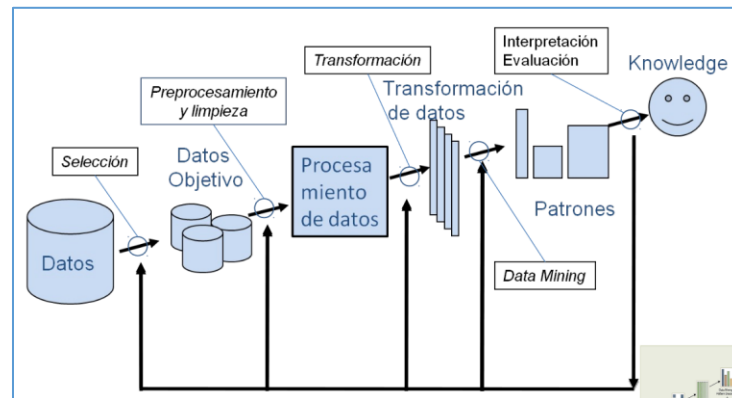 Datos
Selección
Datos
Objetivo
Preprocesamiento
y limpieza
Procesa
miento
de datos
Transformación
Transformación
de datos
Data Mining
Patrones
Interpretación
Evaluación
Knowledge